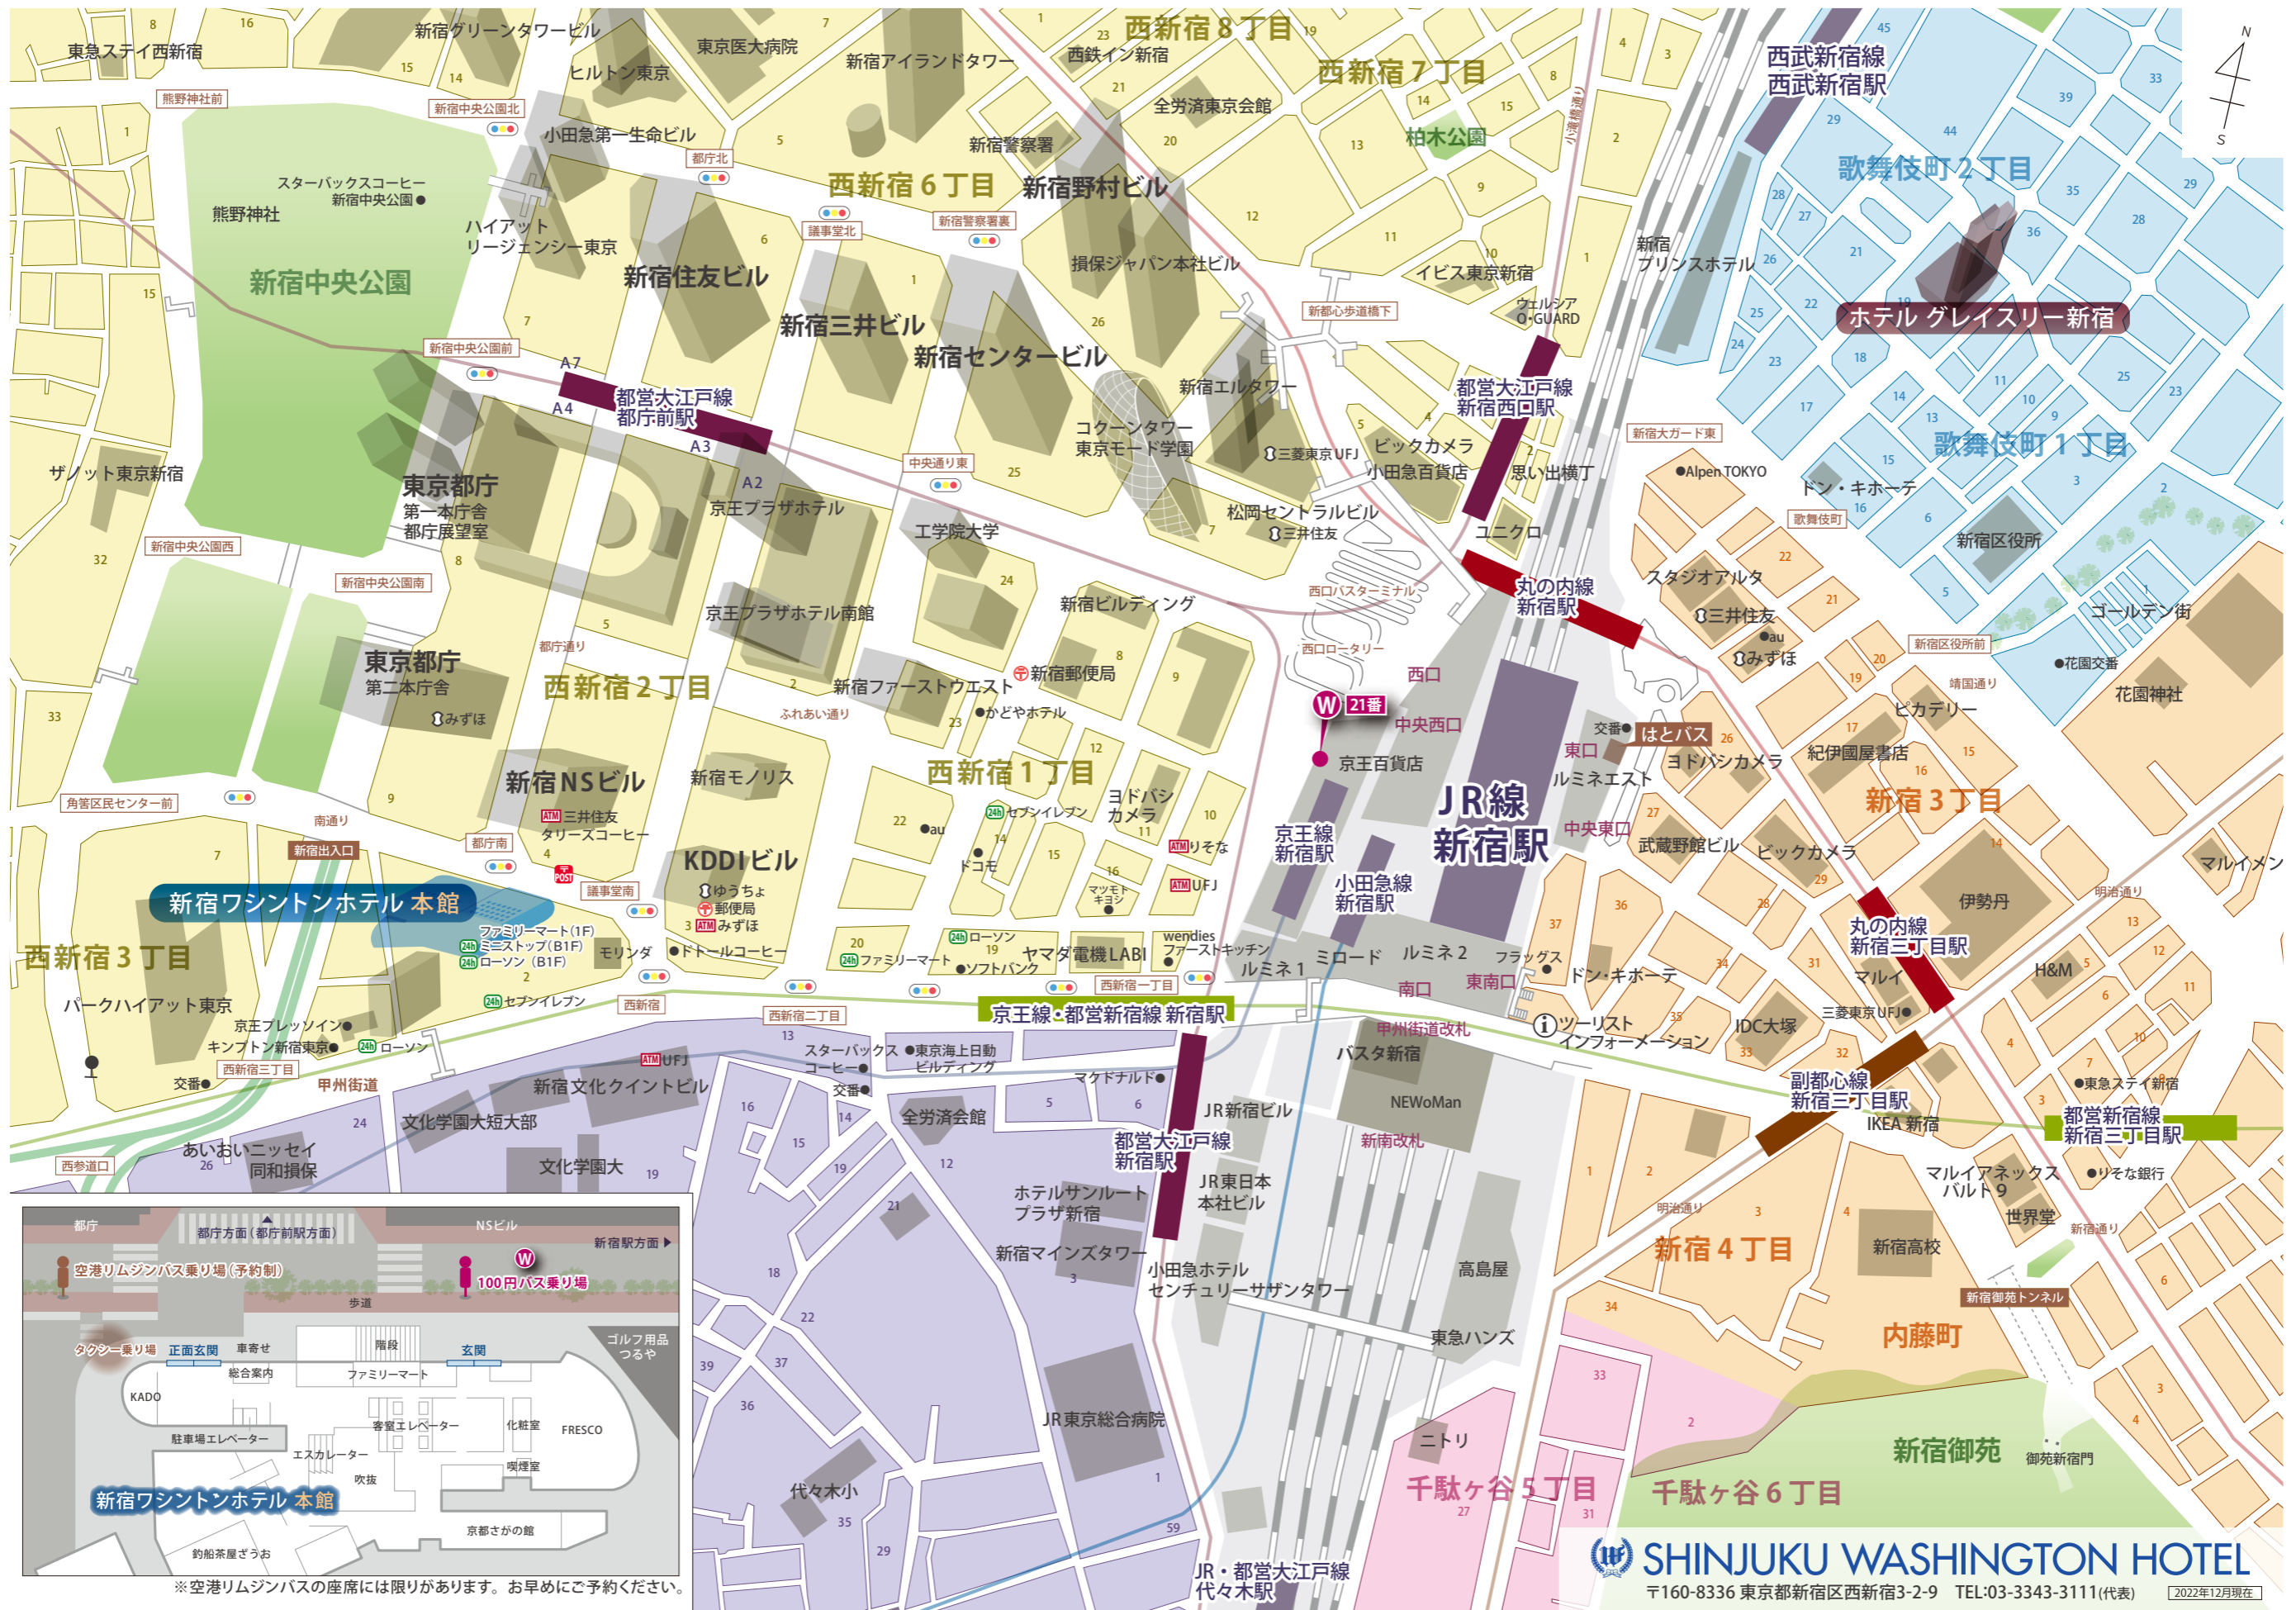 東急ステイ西新宿
熊野神社前
新宿グリーンタワービル
新宿中央公園北
ヒルトン東京
小田急第一生命ビル
東京医大病院
新宿アイランドタワー
都庁北
西新宿8丁目
西鉄イン新宿
西新宿7丁目
全労済東京会館
新宿警察署
柏木公園
小滝橋通り
西武新宿線
西武新宿駅
歌舞伎町2丁目
N
S
スターバックスコーヒー
新宿中央公園
熊野神社
ハイアット
リージェンシー東京
新宿中央公園
新宿住友ビル
西新宿6丁目
新宿野村ビル
議事堂北
新宿警察署裏
損保ジャパン本社ビル
イビス東京新宿
新宿
プリンスホテル
ウェルシア
O・GUARD
新都心歩道橋下
ホテル グレイスリー新宿
新宿三井ビル
新宿センタービル
新宿中央公園前
A7
A4
A3
A2
都営大江戸線
都庁前駅
新宿エルタワー
コクーンタワー
東京モード学園
三菱東京UFJ
都営大江戸線
新宿西口駅
ビックカメラ
小田急百貨店
思い出横丁
新宿大ガード東
Alpen TOKYO
歌舞伎町1丁目
ドン・キホーテ
歌舞伎町
新宿区役所
ザノット東京新宿
東京都庁
第一本庁舎
都庁展望室
京王プラザホテル
中央通り東
工学院大学
松岡セントラルビル
三井住友
ユニクロ
新宿中央公園西
新宿中央公園南
京王プラザホテル南館
新宿ビルディング
西口バスターミナル
西口ロータリー
丸の内線
新宿駅
スタジオアルタ
三井住友
au
みずほ
ゴールデン街
新宿区役所前
花園交番
花園神社
靖国通り
東京都庁
第二本庁舎
みずほ
都庁通り
西新宿2丁目
新宿ファーストウエスト
新宿郵便局
かどやホテル
ふれあい通り
西口
W 21番
中央西口
京王百貨店
交番
はとバス
東口
ルミネエスト
ヨドバシカメラ
ピカデリー
紀伊國屋書店
新宿3丁目
新宿NSビル
ATM 三井住友
タリーズコーヒー
新宿モノリス
西新宿1丁目
ヨドバシ
カメラ
24h セブンイレブン
au
ドコモ
ATM りそな
ATM UFJ
マツモト
キヨシ
JR線
新宿駅
京王線
新宿駅
小田急線
新宿駅
中央東口
武蔵野館ビル
ビックカメラ
伊勢丹
マルイメン
明治通り
角筈区民センター前
南通り
新宿出入口
都庁南
議事堂南
POST
新宿ワシントンホテル 本館
ファミリーマート(1F)
24h ミニストップ(B1F)
24h ローソン (B1F)
KDDIビル
ゆうちょ
郵便局
ATM みずほ
モリンダ
ドトールコーヒー
24h ファミリーマート
24h ローソン
ソフトバンク
ヤマダ電機LABI
wendies
ファーストキッチン
西新宿一丁目
ルミネ1
ミロード
ルミネ2
フラッグス
ドン・キホーテ
南口
東南口
丸の内線
新宿三丁目駅
マルイ
三菱東京UFJ
H&M
IDC大塚
西新宿3丁目
パークハイアット東京
24h セブンイレブン
西新宿
西新宿二丁目
京王線・都営新宿線 新宿駅
京王プレッソイン
キンプトン新宿東京
24h ローソン
交番
西新宿三丁目
甲州街道
甲州街道改札
i ツーリスト
インフォメーション
バスタ新宿
NEWoMan
新南改札
ATM UFJ
新宿文化クイントビル
文化学園大短大部
スターバックス
コーヒー
交番
東京海上日動
ビルディング
マクドナルド
全労済会館
JR新宿ビル
都営大江戸線
新宿駅
副都心線
新宿三丁目駅
IKEA 新宿
東急ステイ新宿
都営新宿線
新宿三丁目駅
りそな銀行
マルイアネックス
バルト9
世界堂
新宿通り
西参道口
あいおいニッセイ
同和損保
文化学園大
ホテルサンルート
プラザ新宿
JR東日本
本社ビル
新宿マインズタワー
小田急ホテル
センチュリーサザンタワー
高島屋
東急ハンズ
明治通り
新宿4丁目
新宿高校
新宿御苑トンネル
内藤町
JR東京総合病院
代々木小
ニトリ
千駄ヶ谷5丁目
千駄ヶ谷6丁目
新宿御苑
御苑新宿門
JR・都営大江戸線
代々木駅
都庁
都庁方面(都庁前駅方面)
NSビル
新宿駅方面
空港リムジンバス乗り場(予約制)
W
100円バス乗り場
歩道
タクシー乗り場
正面玄関
車寄せ
階段
玄関
ゴルフ用品
つるや
総合案内
ファミリーマート
KADO
客室エレベーター
化粧室
FRESCO
駐車場エレベーター
エスカレーター
吹抜
喫煙室
新宿ワシントンホテル 本館
京都さがの館
釣船茶屋ざうお
※空港リムジンバスの座席には限りがあります。お早めにご予約ください。
SHINJUKU WASHINGTON HOTEL
〒160-8336 東京都新宿区西新宿3-2-9 TEL:03-3343-3111(代表)
2022年12月現在